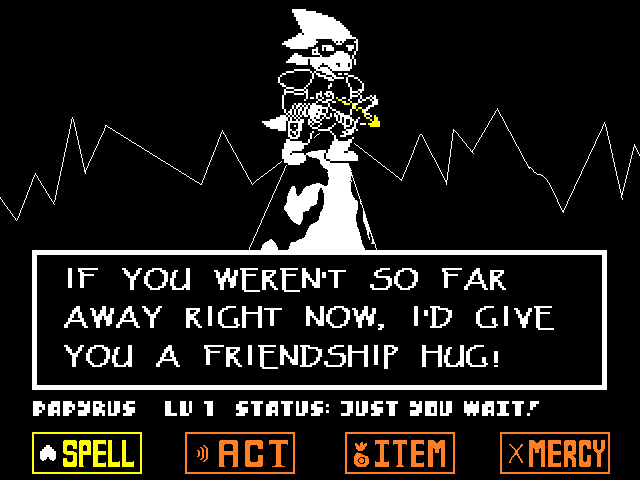 IF YOU WEREN'T SO FAR
AWAY RIGHT NOW, I'D GIVE
YOU A FRIENDSHIP HUG!
PAPYRUS LV 1 STATUS: JUST YOU WAIT!
SPELL ACT ITEM MERCY